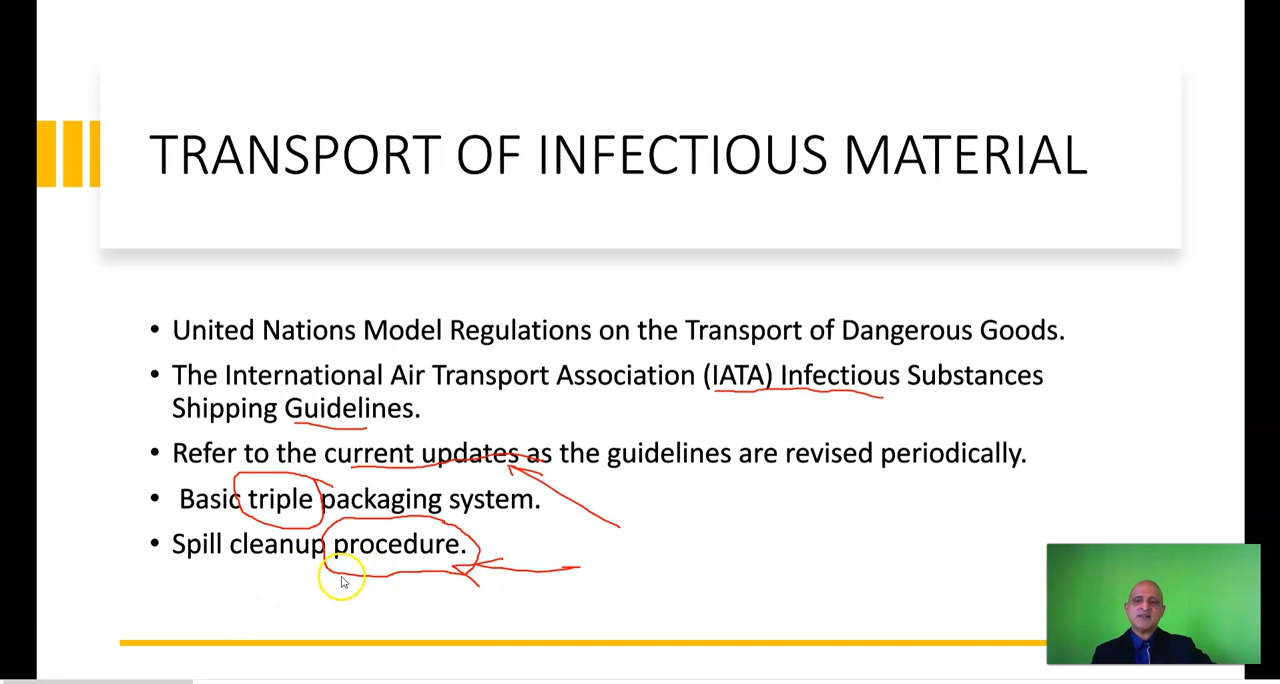 TRANSPORT OF INFECTIOUS MATERIAL
• United Nations Model Regulations on the Transport of Dangerous Goods.
• The International Air Transport Association (IATA) Infectious Substances
Shipping Guidelines.
• Refer to the current updates as the guidelines are revised periodically.
• Basic triple packaging system.
• Spill cleanup procedure.